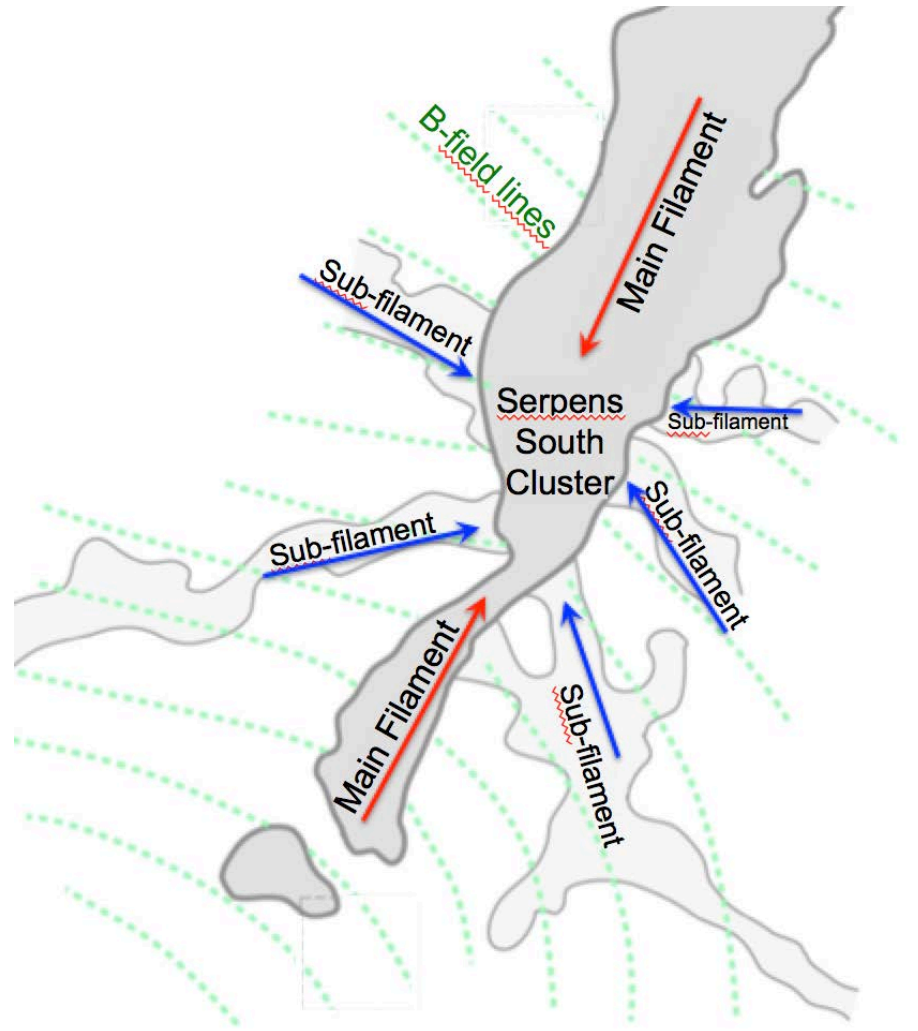 B-field lines
Main Filament
Sub-filament
Serpens
South
Cluster
Sub-filament
Sub-filament
Sub-filament
Main Filament
Sub-filament